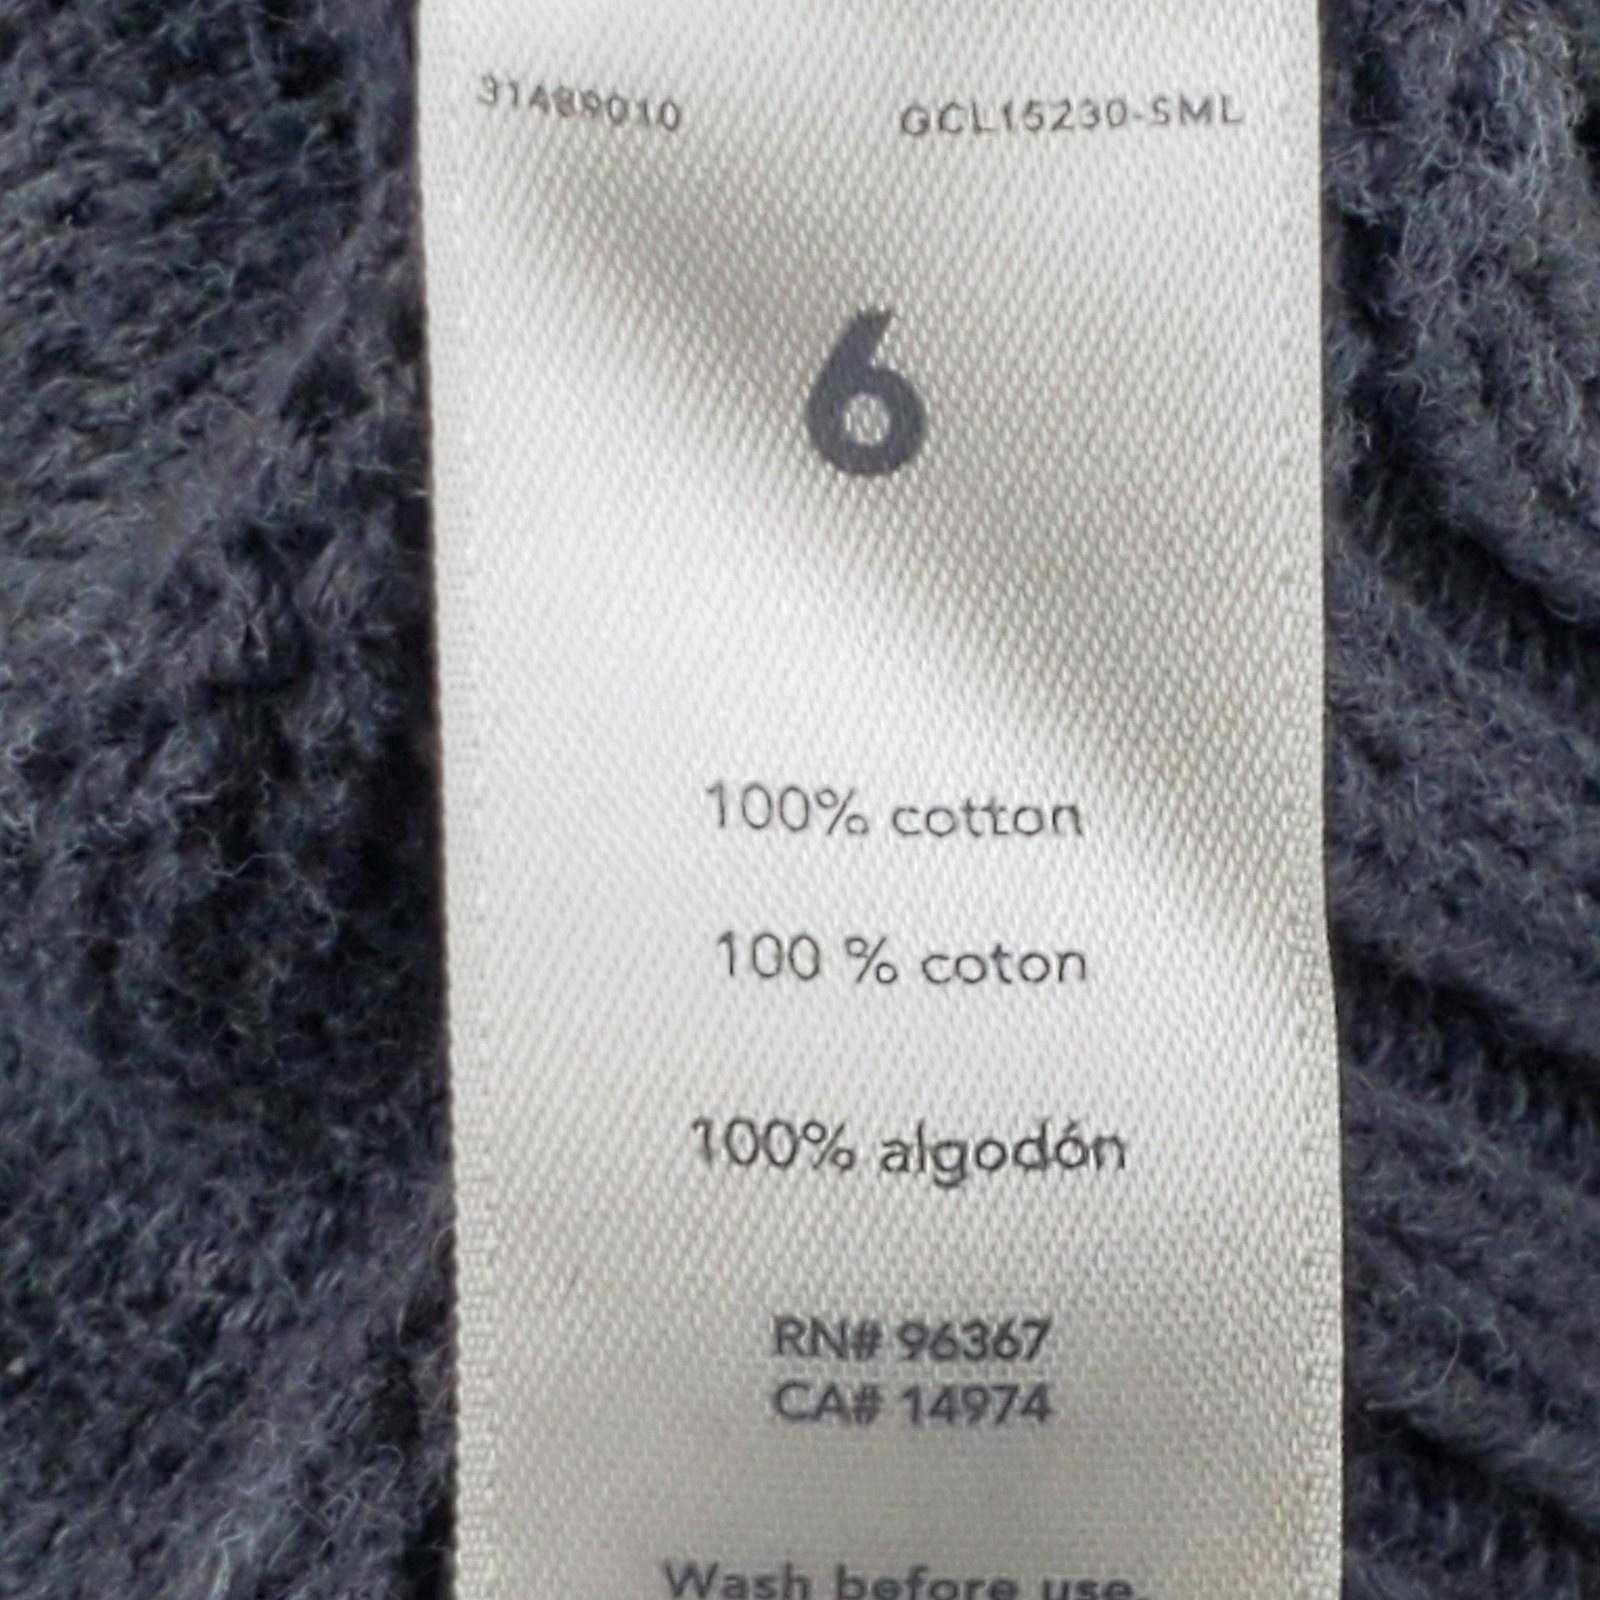 31489010 GCL15230-SML
6
100% cotton
100 % coton
100% algodón
RN# 96367
CA# 14974
Wash before use.